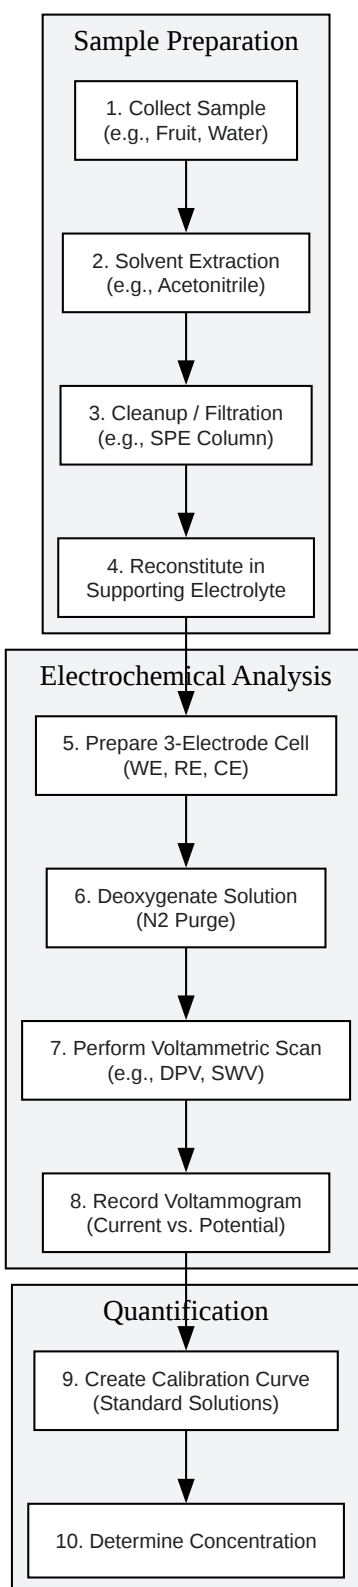 Sample Preparation
1. Collect Sample
(e.g., Fruit, Water)
2. Solvent Extraction
(e.g., Acetonitrile)
3. Cleanup / Filtration
(e.g., SPE Column)
4. Reconstitute in
Supporting Electrolyte
Electrochemical Analysis
5. Prepare 3-Electrode Cell
(WE, RE, CE)
6. Deoxygenate Solution
(N2 Purge)
7. Perform Voltammetric Scan
(e.g., DPV, SWV)
8. Record Voltammogram
(Current vs. Potential)
Quantification
9. Create Calibration Curve
(Standard Solutions)
10. Determine Concentration